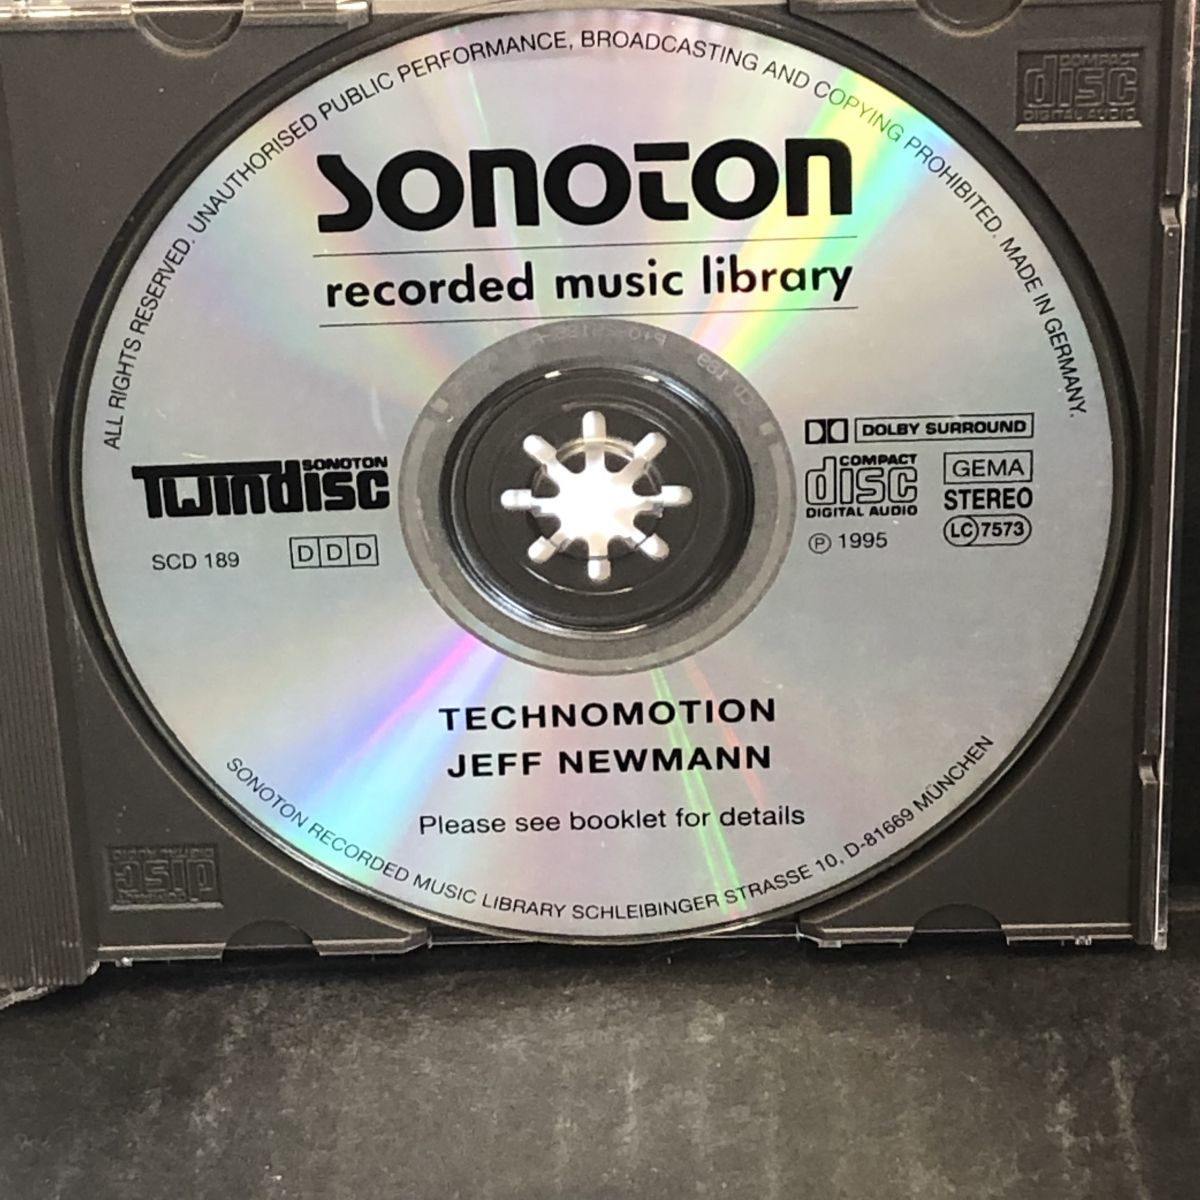 ALL RIGHTS RESERVED. UNAUTHORISED PUBLIC PERFORMANCE, BROADCASTING AND COPYING PROHIBITED. MADE IN GERMANY.
COMPACT
disc
DIGITAL AUDIO
SONOTON
recorded music library
SONOTON
TWINdisc
SCD 189
DDD
DOLBY SURROUND
COMPACT
disc
DIGITAL AUDIO
GEMA
STEREO
LC 7573
℗ 1995
TECHNOMOTION
JEFF NEWMANN
Please see booklet for details
SONOTON RECORDED MUSIC LIBRARY SCHLEIBINGER STRASSE 10, D-81669 MÜNCHEN
disc